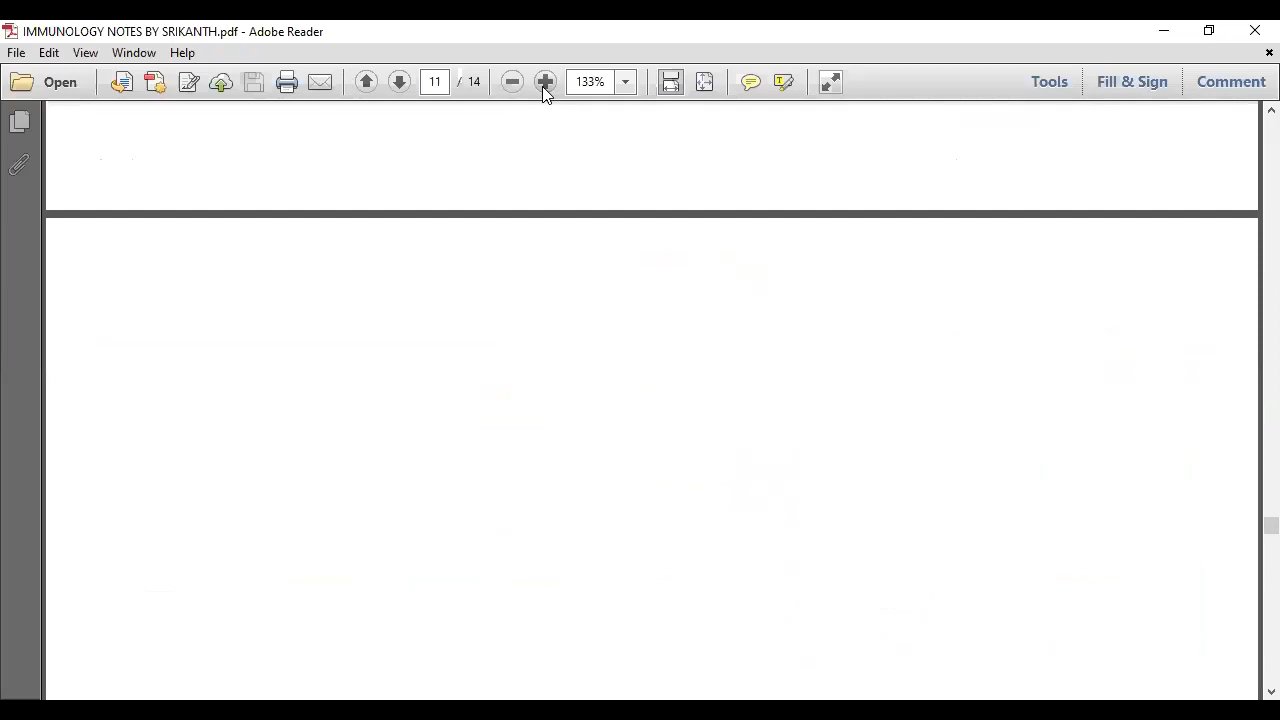 IMMUNOLOGY NOTES BY SRIKANTH.pdf - Adobe Reader
File Edit View Window Help
Open 11 / 14 133% Tools Fill & Sign Comment